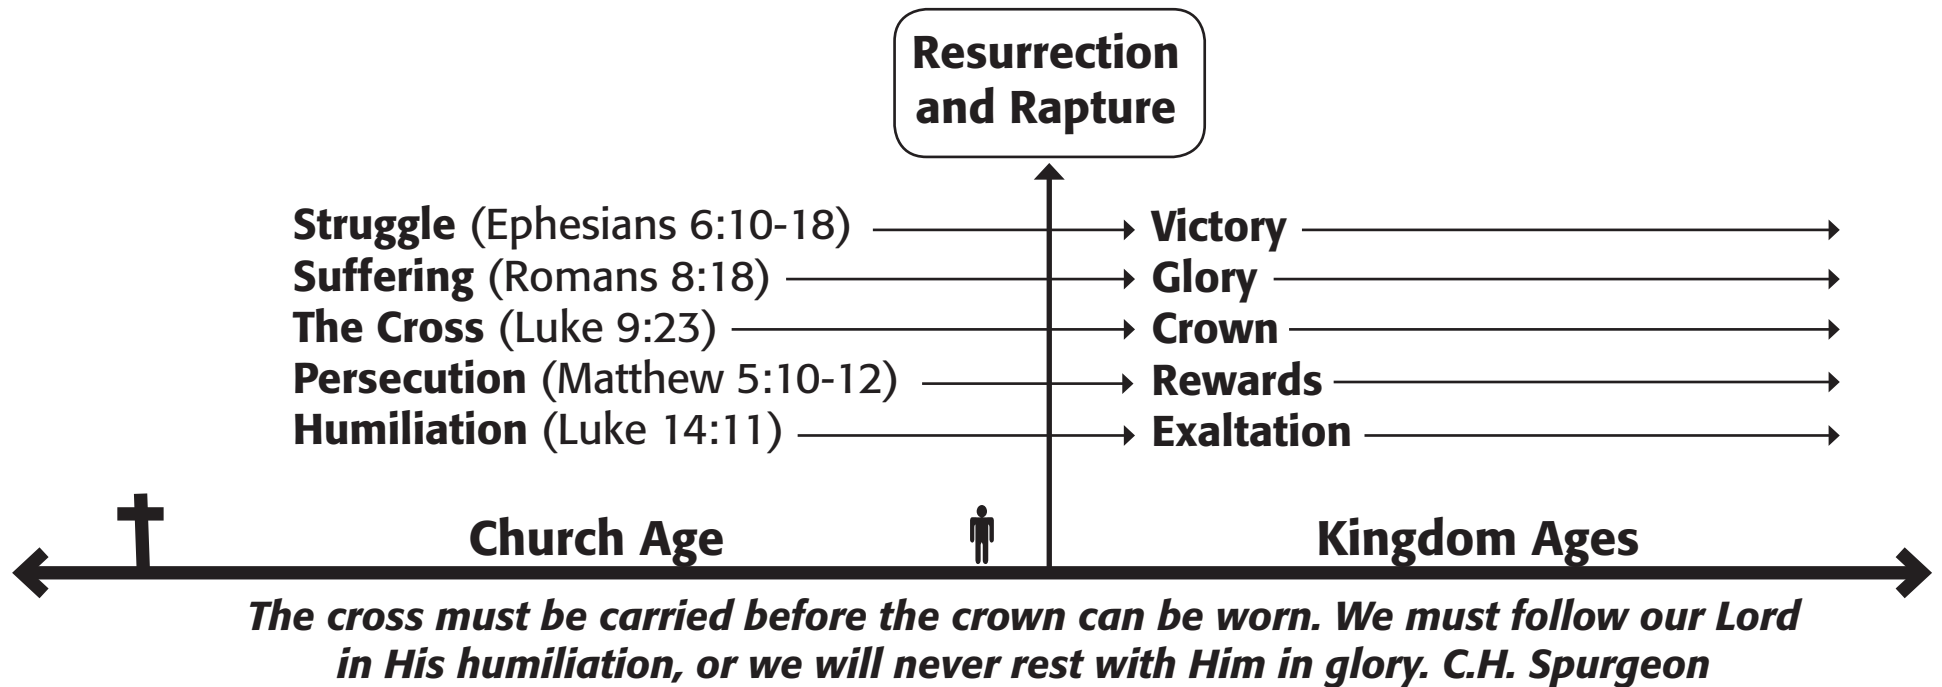 Resurrection
and Rapture
Struggle (Ephesians 6:10-18) Victory
Suffering (Romans 8:18) Glory
The Cross (Luke 9:23) Crown
Persecution (Matthew 5:10-12) Rewards
Humiliation (Luke 14:11) Exaltation
Church Age Kingdom Ages
The cross must be carried before the crown can be worn. We must follow our Lord
in His humiliation, or we will never rest with Him in glory. C.H. Spurgeon